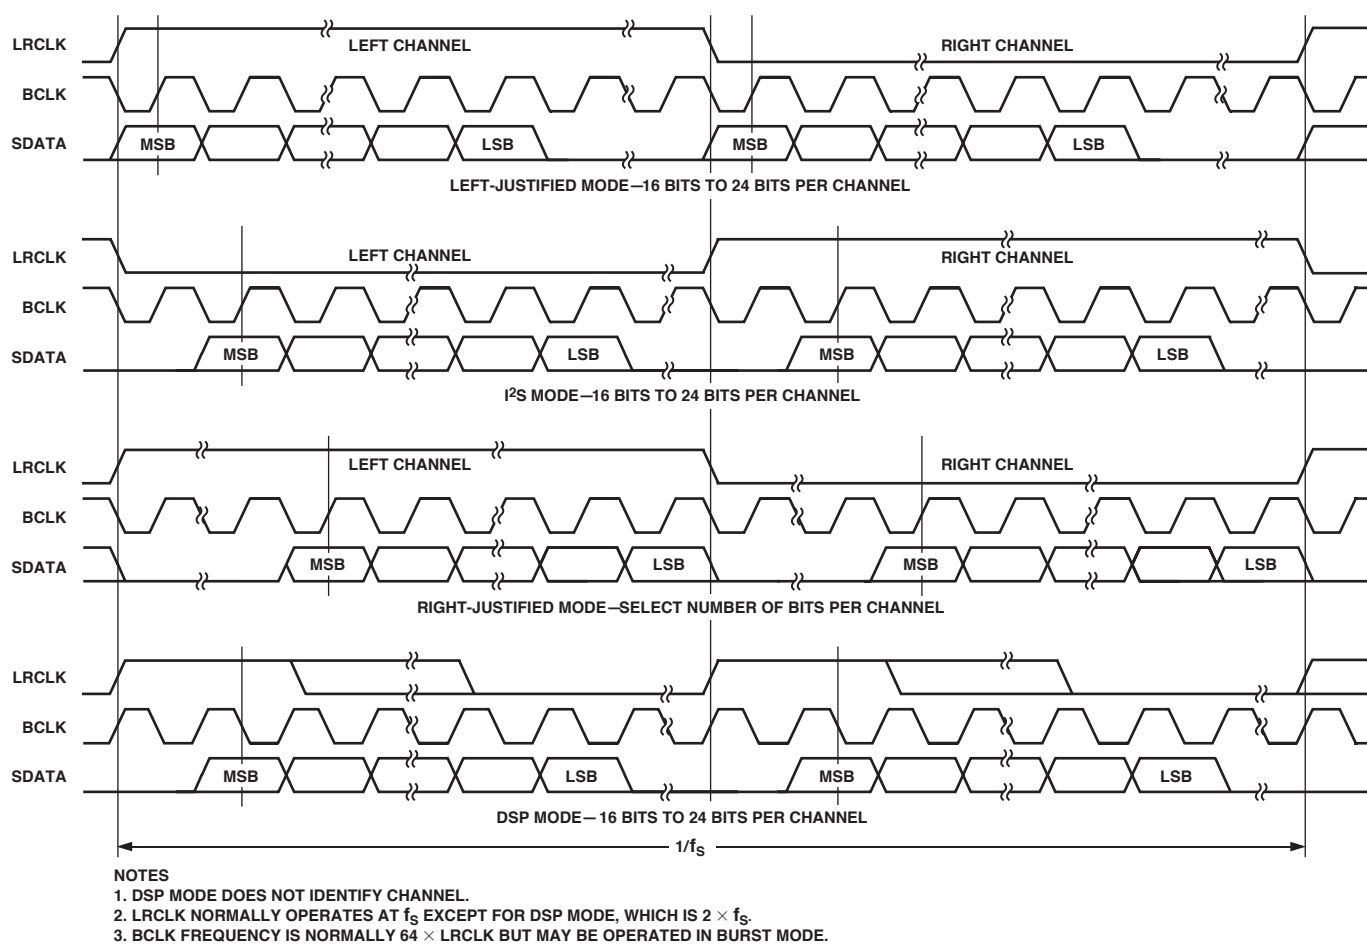 LRCLK LEFT CHANNEL RIGHT CHANNEL
BCLK
SDATA MSB LSB MSB LSB
LEFT-JUSTIFIED MODE—16 BITS TO 24 BITS PER CHANNEL
LRCLK LEFT CHANNEL RIGHT CHANNEL
BCLK
SDATA MSB LSB MSB LSB
I²S MODE—16 BITS TO 24 BITS PER CHANNEL
LRCLK LEFT CHANNEL RIGHT CHANNEL
BCLK
SDATA MSB LSB MSB LSB
RIGHT-JUSTIFIED MODE—SELECT NUMBER OF BITS PER CHANNEL
LRCLK
BCLK
SDATA MSB LSB MSB LSB
DSP MODE—16 BITS TO 24 BITS PER CHANNEL
1/fS
NOTES
1. DSP MODE DOES NOT IDENTIFY CHANNEL.
2. LRCLK NORMALLY OPERATES AT fS EXCEPT FOR DSP MODE, WHICH IS 2 × fS.
3. BCLK FREQUENCY IS NORMALLY 64 × LRCLK BUT MAY BE OPERATED IN BURST MODE.